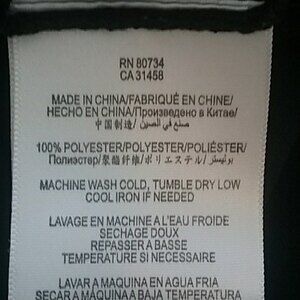 RN 80734
CA 31458
MADE IN CHINA/FABRIQUÉ EN CHINE/
HECHO EN CHINA/Произведено в Китае/
中国制造/ صنع في الصين/
100% POLYESTER/POLYESTER/POLIÉSTER/
Полиэстер/聚酯纤维/ポリエステル/بوليستر
MACHINE WASH COLD, TUMBLE DRY LOW
COOL IRON IF NEEDED
LAVAGE EN MACHINE A L'EAU FROIDE
SECHAGE DOUX
REPASSER A BASSE
TEMPERATURE SI NECESSAIRE
LAVAR A MAQUINA EN AGUA FRIA
SECAR A MÁQUINA A BAJA TEMPERATURA